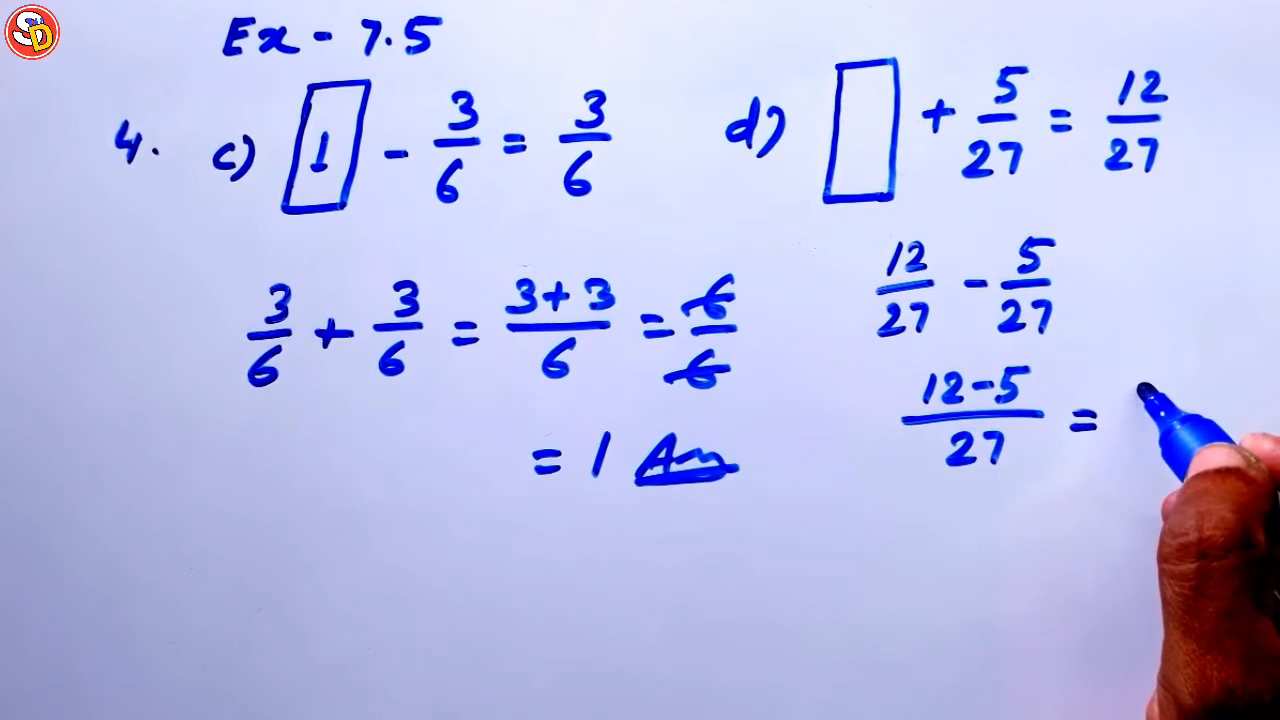 SD
Ex - 7.5
4. c) 1 - 3/6 = 3/6
3/6 + 3/6 = 3+3/6 = 6/6
= 1 Ans
d) + 5/27 = 12/27
12/27 - 5/27
12-5/27 =